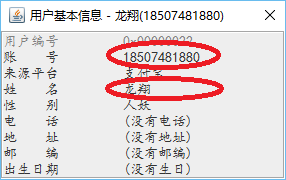 用户基本信息 - 龙翔(18507481880)
用户编号 0x00000022
账 号 18507481880
来源平台 支付宝
姓 名 龙翔
性 别 人妖
电 话 (没有电话)
地 址 (没有地址)
邮 编 (没有邮编)
出生日期 (没有生日)